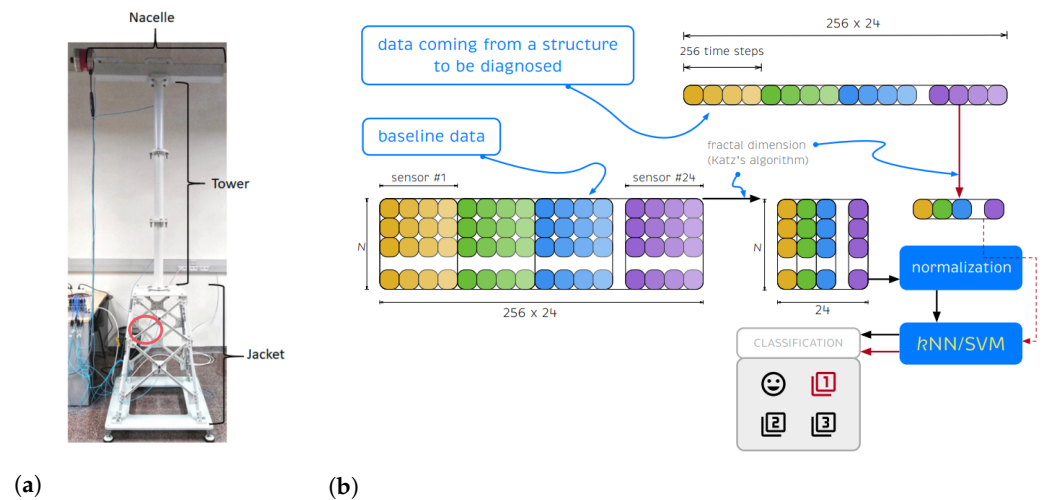 Nacelle
Tower
Jacket
(a)
256 x 24
data coming from a structure
to be diagnosed
256 time steps
baseline data
fractal dimension
(Katz's algorithm)
sensor #1
sensor #24
N
256 x 24
N
24
normalization
kNN/SVM
CLASSIFICATION
1
2
3
(b)